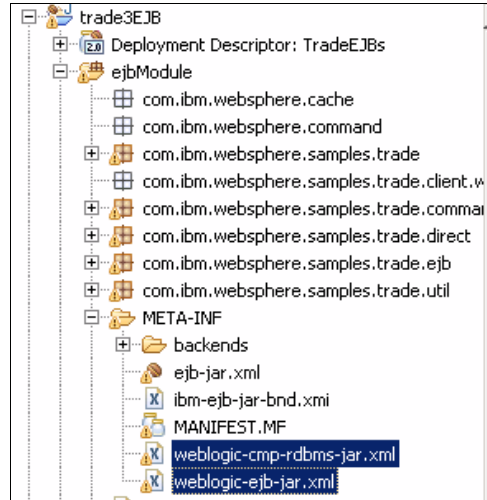 trade3EJB
2.0 Deployment Descriptor: TradeEJBs
ejbModule
com.ibm.websphere.cache
com.ibm.websphere.command
com.ibm.websphere.samples.trade
com.ibm.websphere.samples.trade.client.w
com.ibm.websphere.samples.trade.comma
com.ibm.websphere.samples.trade.direct
com.ibm.websphere.samples.trade.ejb
com.ibm.websphere.samples.trade.util
META-INF
backends
ejb-jar.xml
ibm-ejb-jar-bnd.xmi
MANIFEST.MF
weblogic-cmp-rdbms-jar.xml
weblogic-ejb-jar.xml